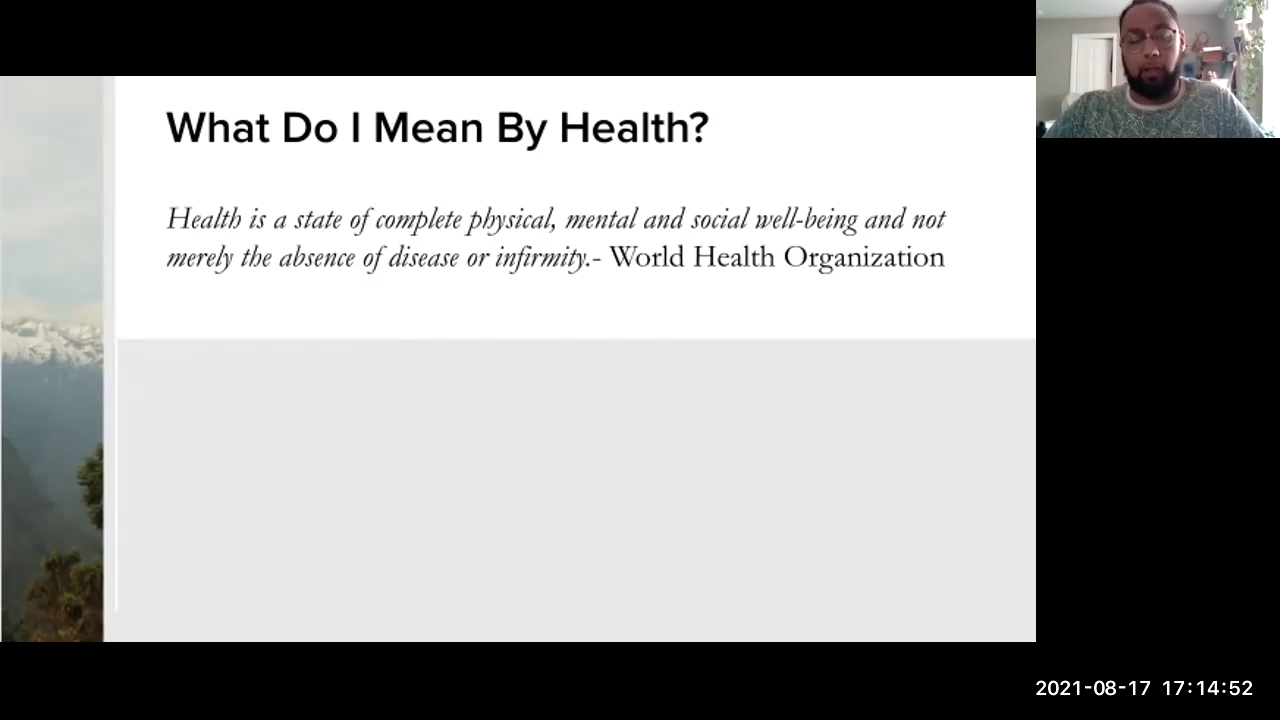 What Do I Mean By Health?
Health is a state of complete physical, mental and social well-being and not
merely the absence of disease or infirmity.- World Health Organization
2021-08-17 17:14:52